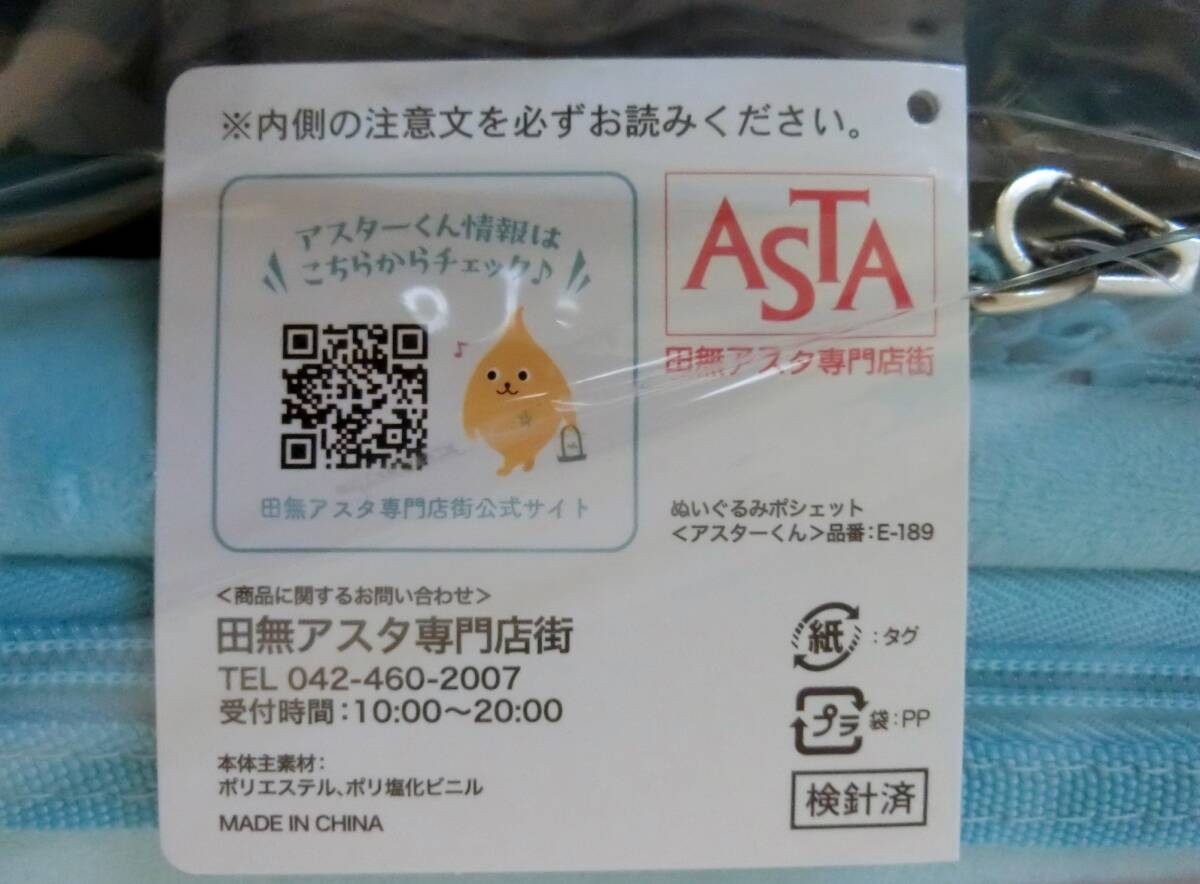 ※内側の注意文を必ずお読みください。
アスターくん情報は
こちらからチェック♪
田無アスタ専門店街公式サイト
ASTA
田無アスタ専門店街
ぬいぐるみポシェット
＜アスターくん＞品番：E-189
＜商品に関するお問い合わせ＞
田無アスタ専門店街
TEL 042-460-2007
受付時間：10:00～20:00
本体主素材：
ポリエステル、ポリ塩化ビニル
MADE IN CHINA
紙：タグ
プラ 袋：PP
検針済